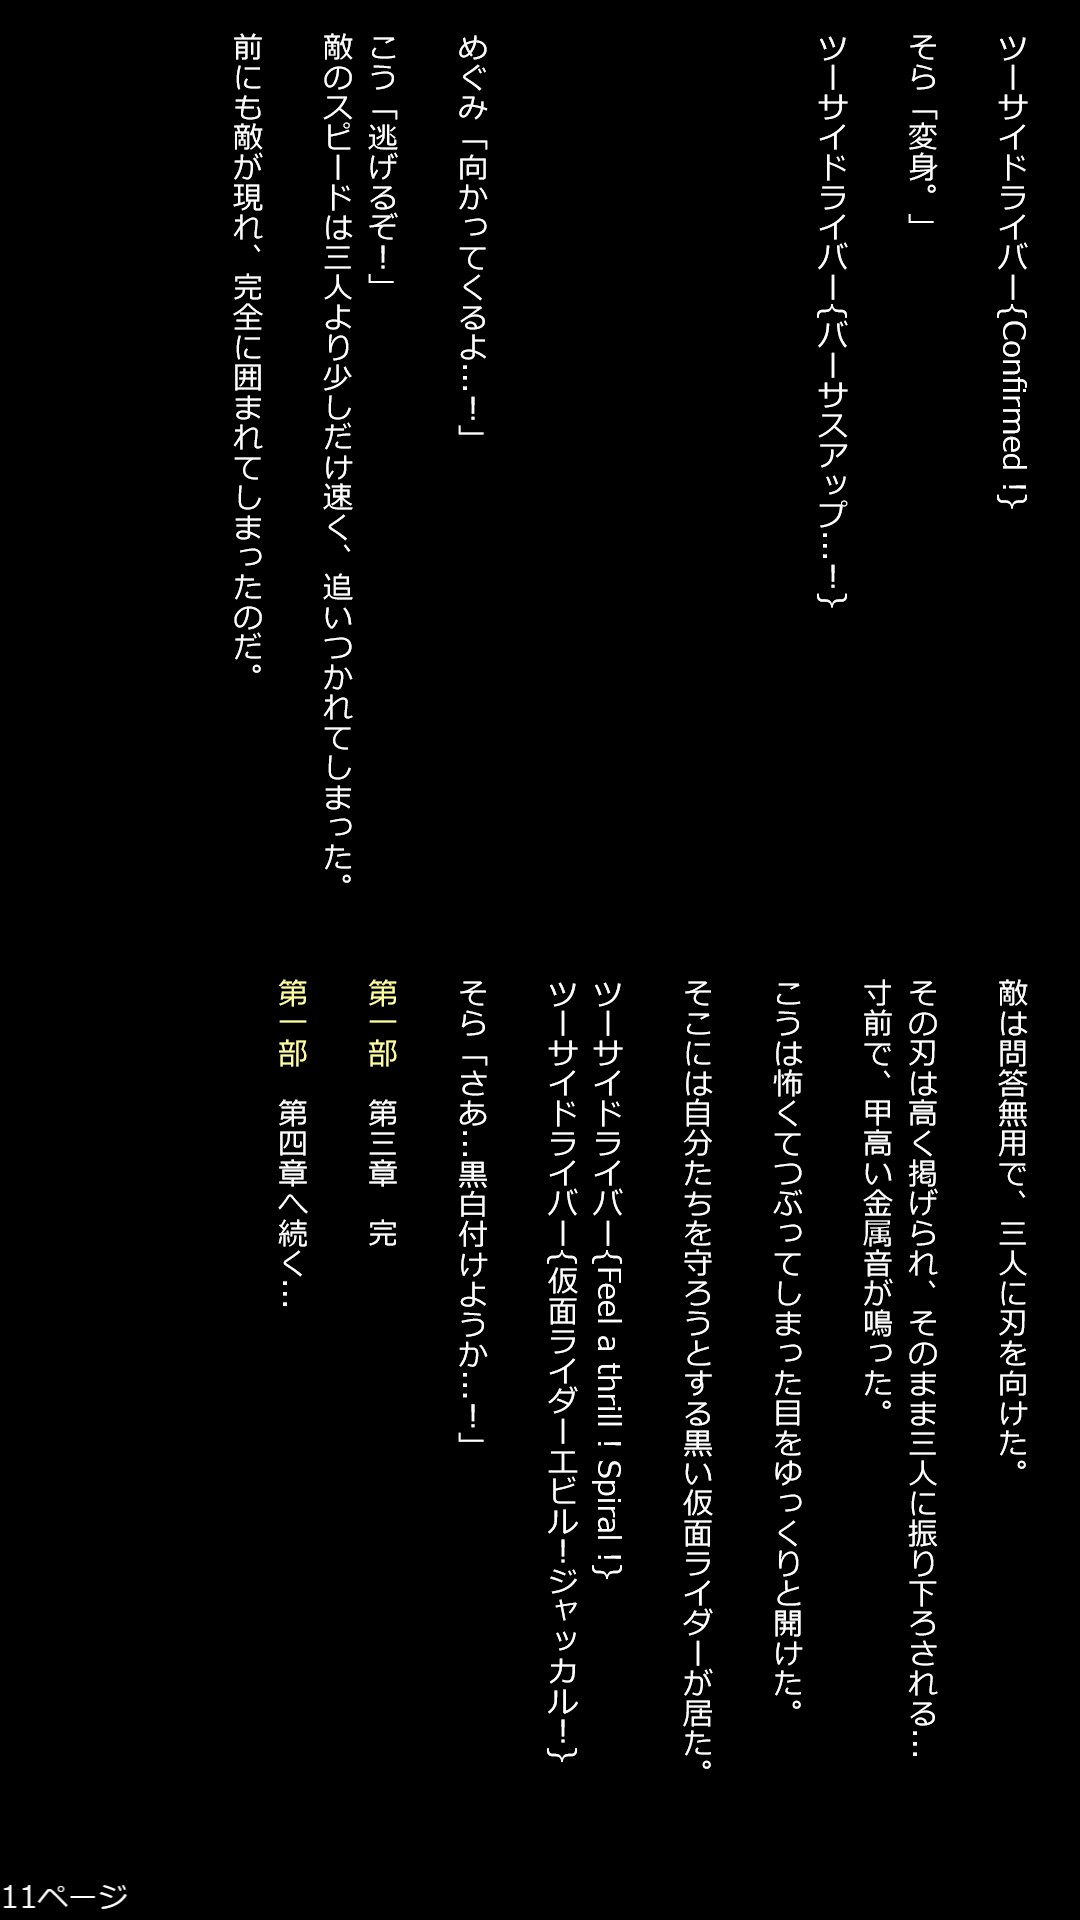 ツーサイドライバー{Confirmed !}
そら「変身。」
ツーサイドライバー{バーサスアップ…！}
めぐみ「向かってくるよ…！」
こう「逃げるぞ！」
敵のスピードは三人より少しだけ速く、追いつかれてしまった。
前にも敵が現れ、完全に囲まれてしまったのだ。
敵は問答無用で、三人に刃を向けた。
その刃は高く掲げられ、そのまま三人に振り下ろされる…
寸前で、甲高い金属音が鳴った。
こうは怖くてつぶってしまった目をゆっくりと開けた。
そこには自分たちを守ろうとする黒い仮面ライダーが居た。
ツーサイドライバー{Feel a thrill ! Spiral !}
ツーサイドライバー{仮面ライダーエビル！ジャッカル！}
そら「さあ…黒白付けようか…！」
第一部　第三章　完
第一部　第四章へ続く…
11ページ